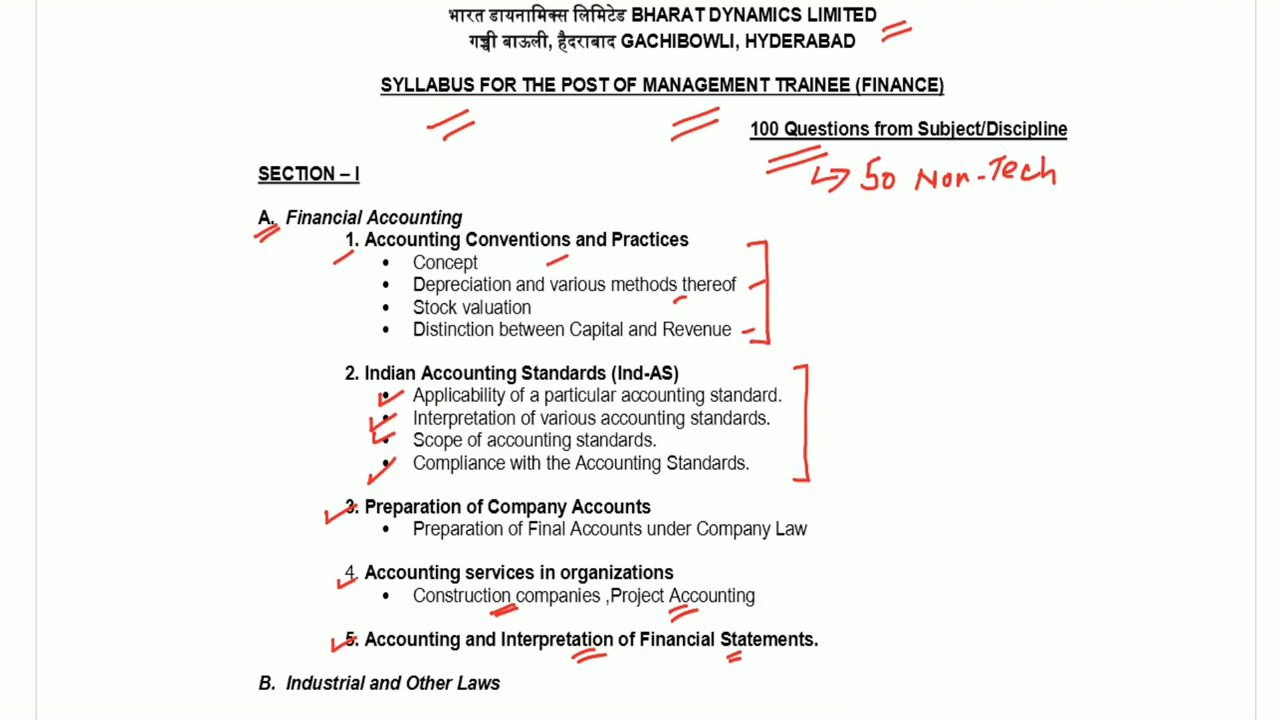 भारत डायनामिक्स लिमिटेड BHARAT DYNAMICS LIMITED
गच्ची बाऊली, हैदराबाद GACHIBOWLI, HYDERABAD
SYLLABUS FOR THE POST OF MANAGEMENT TRAINEE (FINANCE)
100 Questions from Subject/Discipline
↳ 50 Non-Tech
SECTION – I
A. Financial Accounting
1. Accounting Conventions and Practices
• Concept
• Depreciation and various methods thereof
• Stock valuation
• Distinction between Capital and Revenue
2. Indian Accounting Standards (Ind-AS)
• Applicability of a particular accounting standard.
• Interpretation of various accounting standards.
• Scope of accounting standards.
• Compliance with the Accounting Standards.
3. Preparation of Company Accounts
• Preparation of Final Accounts under Company Law
4. Accounting services in organizations
• Construction companies ,Project Accounting
5. Accounting and Interpretation of Financial Statements.
B. Industrial and Other Laws